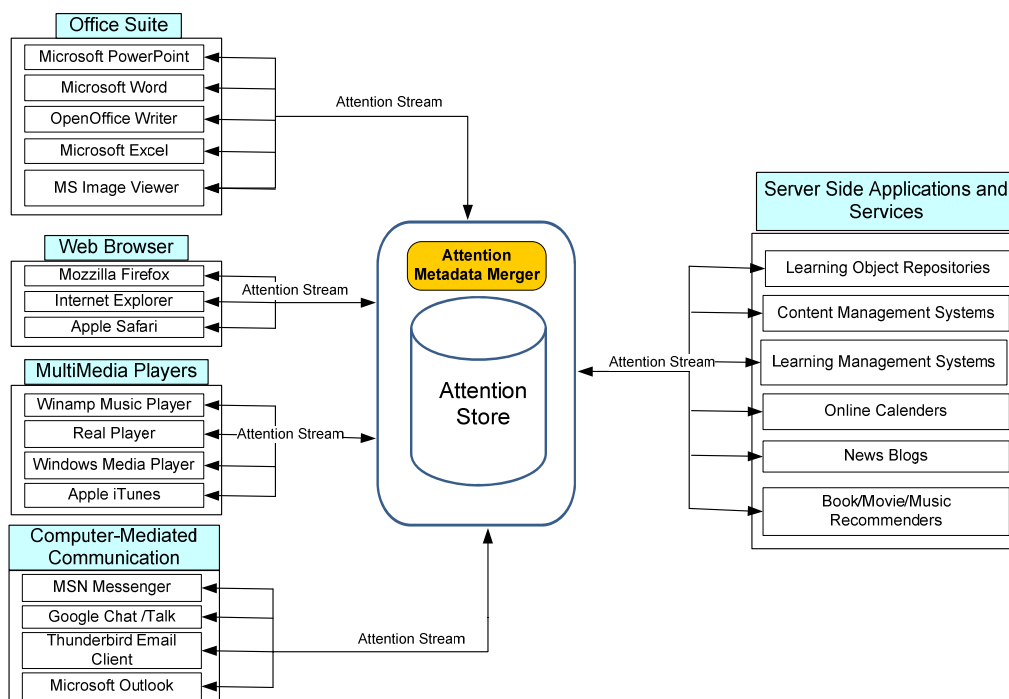 Office Suite
Microsoft PowerPoint
Microsoft Word
OpenOffice Writer
Microsoft Excel
MS Image Viewer
Attention Stream
Web Browser
Mozzilla Firefox
Internet Explorer
Apple Safari
Attention Stream
MultiMedia Players
Winamp Music Player
Real Player
Windows Media Player
Apple iTunes
Attention Stream
Computer-Mediated
Communication
MSN Messenger
Google Chat /Talk
Thunderbird Email
Client
Microsoft Outlook
Attention Stream
Attention
Metadata Merger
Attention
Store
Attention Stream
Server Side Applications and
Services
Learning Object Repositories
Content Management Systems
Learning Management Systems
Online Calenders
News Blogs
Book/Movie/Music
Recommenders